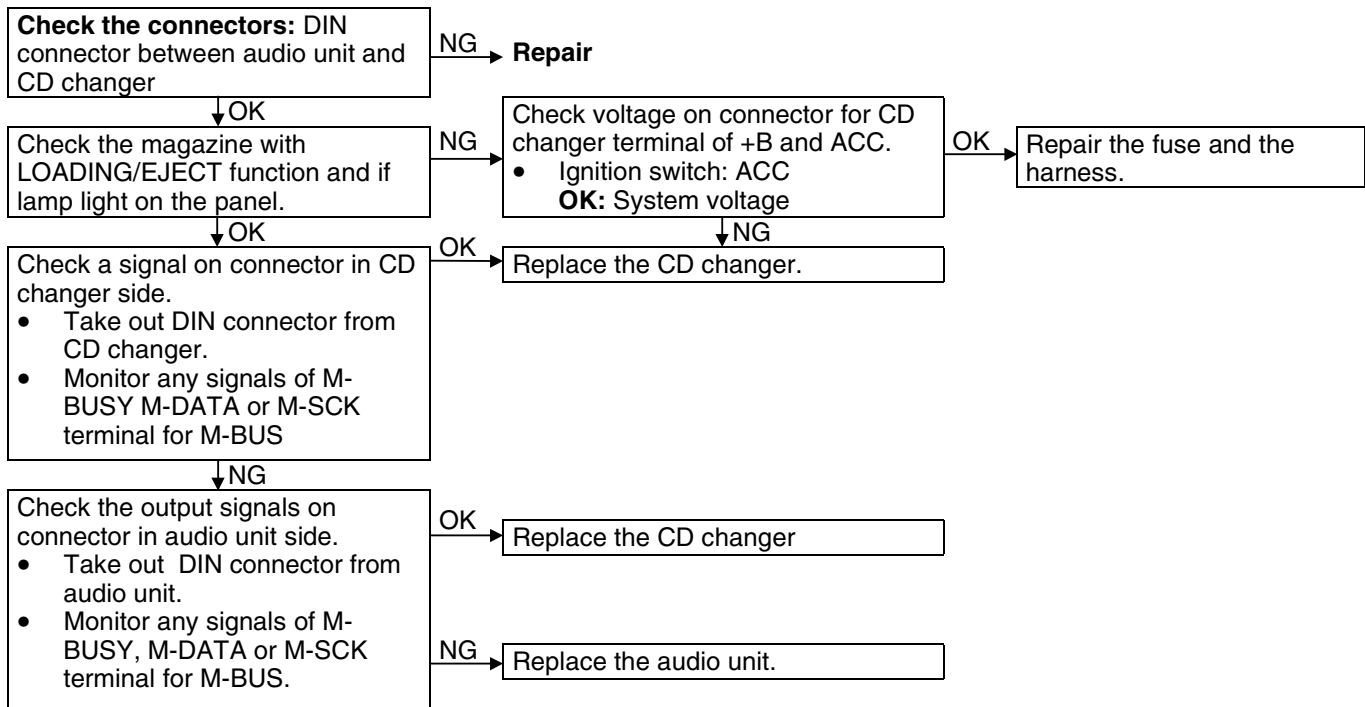 Check the connectors: DIN
connector between audio unit and
CD changer
NG
Repair
OK
Check the magazine with
LOADING/EJECT function and if
lamp light on the panel.
NG
Check voltage on connector for CD
changer terminal of +B and ACC.
• Ignition switch: ACC
OK: System voltage
OK
Repair the fuse and the
harness.
NG
OK
Check a signal on connector in CD
changer side.
• Take out DIN connector from
CD changer.
• Monitor any signals of M-
BUSY M-DATA or M-SCK
terminal for M-BUS
OK
Replace the CD changer.
NG
Check the output signals on
connector in audio unit side.
• Take out DIN connector from
audio unit.
• Monitor any signals of M-
BUSY, M-DATA or M-SCK
terminal for M-BUS.
OK
Replace the CD changer
NG
Replace the audio unit.